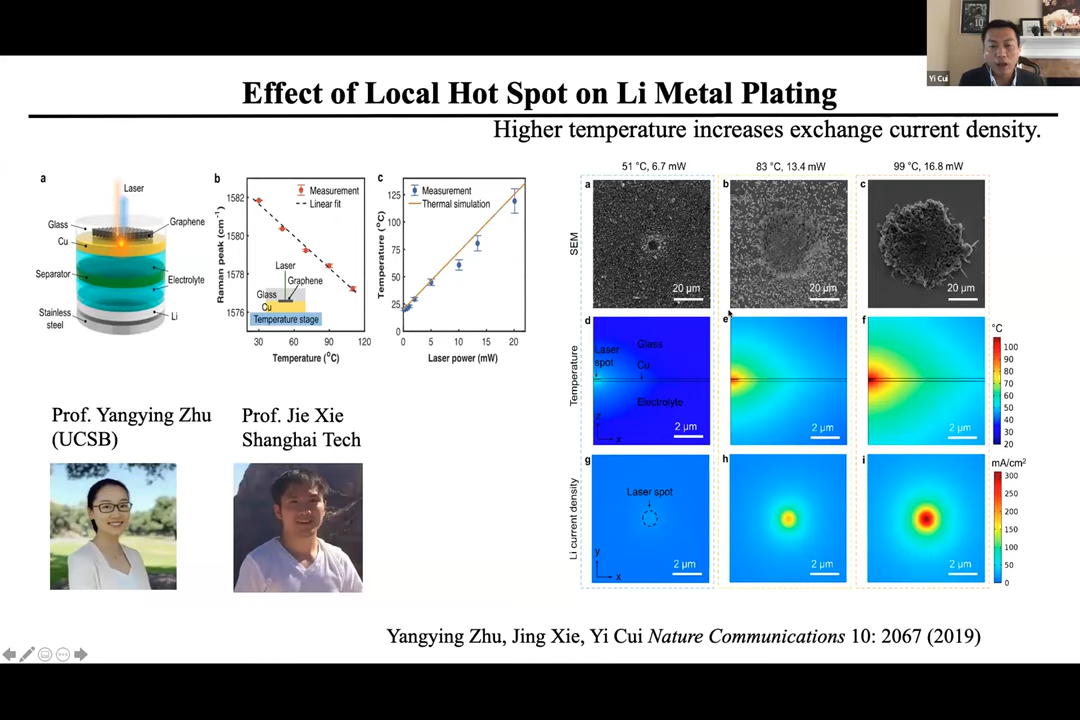 Yi Cui
Effect of Local Hot Spot on Li Metal Plating
Higher temperature increases exchange current density.
a
Laser
Glass
Graphene
Cu
Separator
Electrolyte
Stainless
steel
Li
b
Raman peak (cm⁻¹)
1582
1580
1578
1576
Measurement
Linear fit
Laser
Graphene
Glass
Cu
Temperature stage
30 60 90 120
Temperature (°C)
c
Temperature (°C)
125
100
75
50
25
0
Measurement
Thermal simulation
0 5 10 15 20
Laser power (mW)
51 °C, 6.7 mW
83 °C, 13.4 mW
99 °C, 16.8 mW
SEM
a
20 μm
b
20 μm
c
20 μm
Temperature
d
Laser
spot
Glass
Cu
Electrolyte
z
x
2 μm
e
2 μm
f
2 μm
°C
100
90
80
70
60
50
40
30
20
Li current density
g
Laser spot
y
x
2 μm
h
2 μm
i
2 μm
mA/cm²
300
250
200
150
100
50
0
Prof. Yangying Zhu
(UCSB)
Prof. Jie Xie
Shanghai Tech
Yangying Zhu, Jing Xie, Yi Cui Nature Communications 10: 2067 (2019)